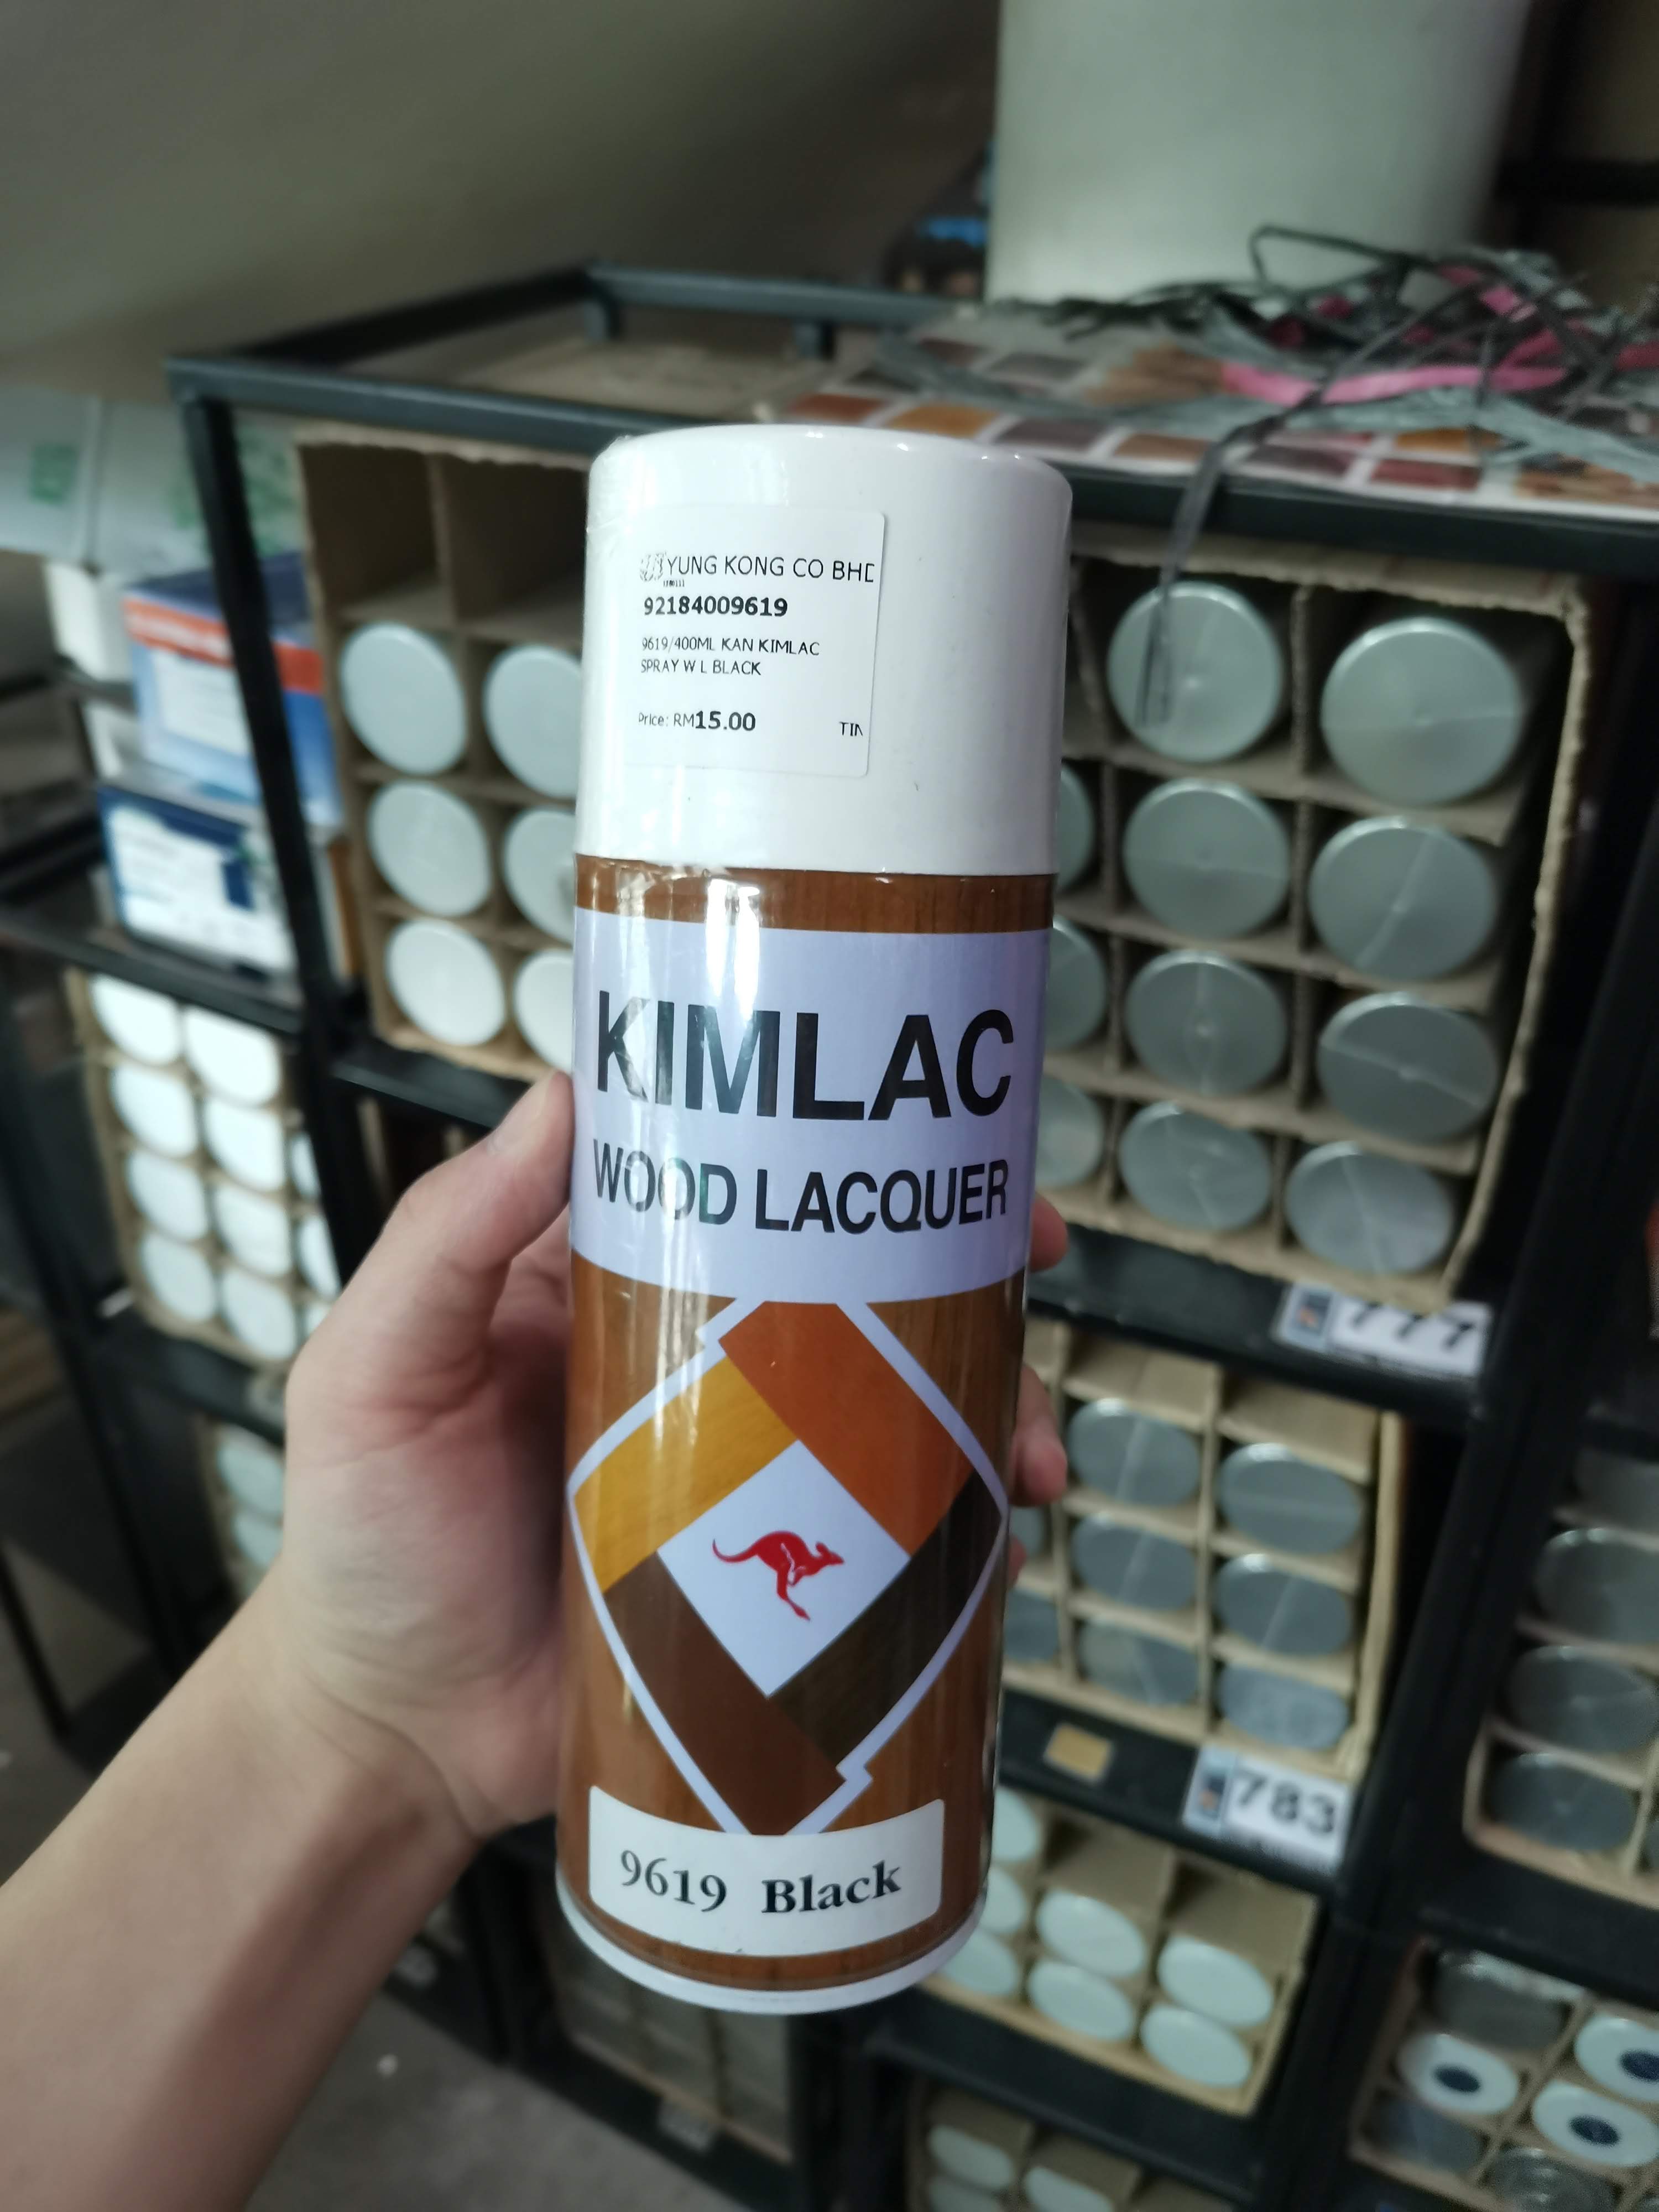 YUNG KONG CO BHD
92184009619
9619/400ML KAN KIMLAC
SPRAY W L BLACK
Price: RM15.00 TIN
KIMLAC
WOOD LACQUER
9619 Black
777
783